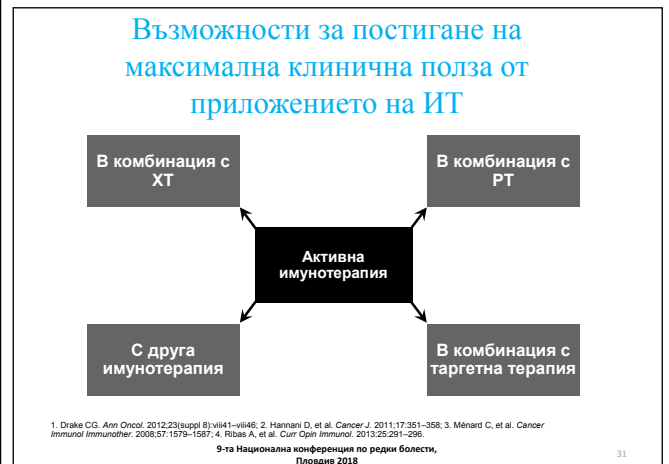 Възможности за постигане на
максимална клинична полза от
приложението на ИТ
В комбинация с
ХТ
В комбинация с
РТ
Активна
имунотерапия
С друга
имунотерапия
В комбинация с
таргетна терапия
1. Drake CG. Ann Oncol. 2012;23(suppl 8):viii41–viii46; 2. Hannani D, et al. Cancer J. 2011;17:351–358; 3. Ménard C, et al. Cancer
Immunol Immunother. 2008;57:1579–1587; 4. Ribas A, et al. Curr Opin Immunol. 2013:25:291–296.
9-та Национална конференция по редки болести,
Пловдив 2018
31